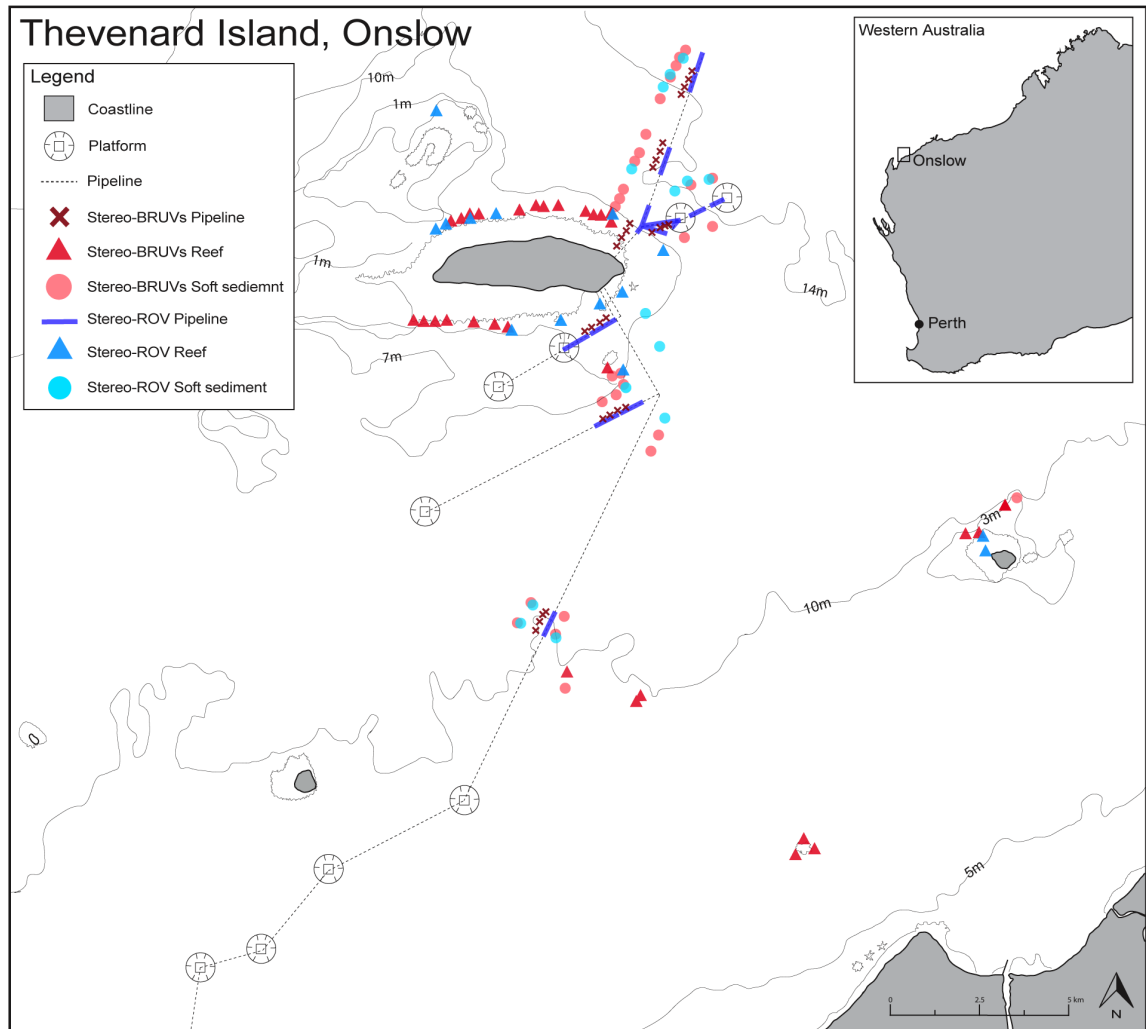 Thevenard Island, Onslow
Legend
Coastline
Platform
Pipeline
Stereo-BRUVs Pipeline
Stereo-BRUVs Reef
Stereo-BRUVs Soft sediemnt
Stereo-ROV Pipeline
Stereo-ROV Reef
Stereo-ROV Soft sediment
Western Australia
Onslow
Perth
10m
1m
1m
14m
7m
3m
10m
0
5m
0
2.5
5 km
N